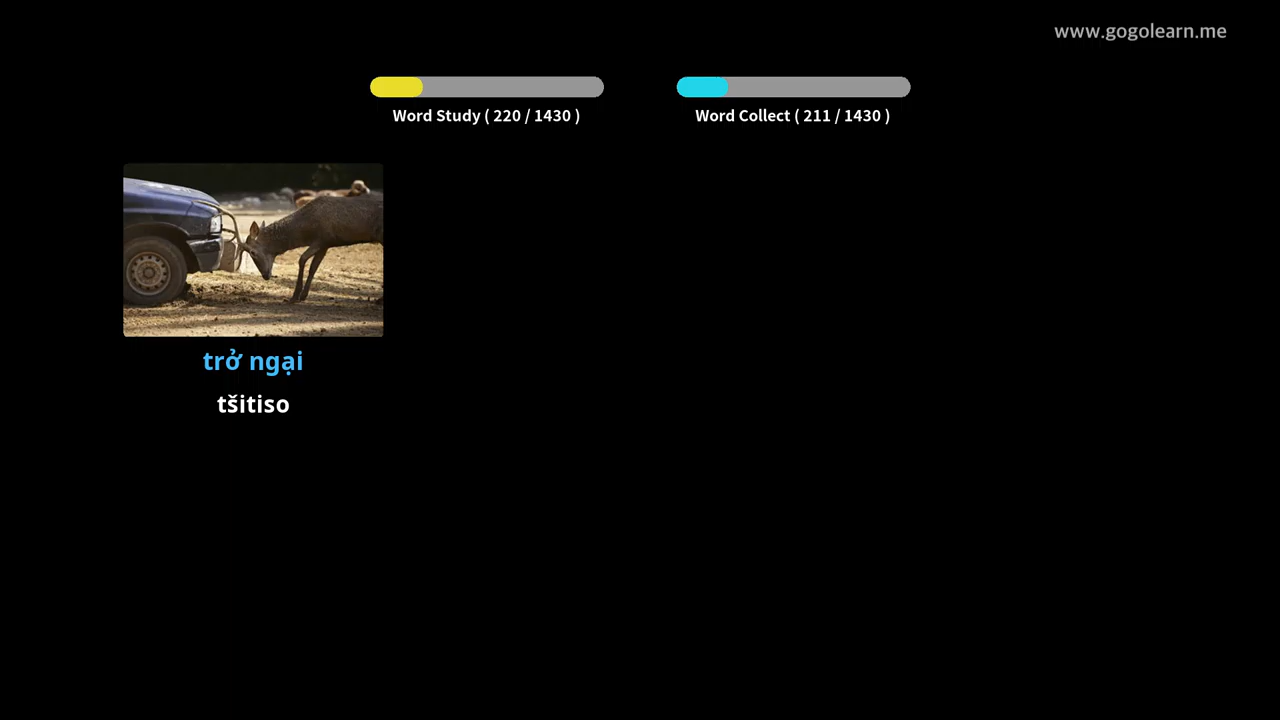 www.gogolearn.me
Word Study ( 220 / 1430 )
Word Collect ( 211 / 1430 )
trở ngại
tšitiso